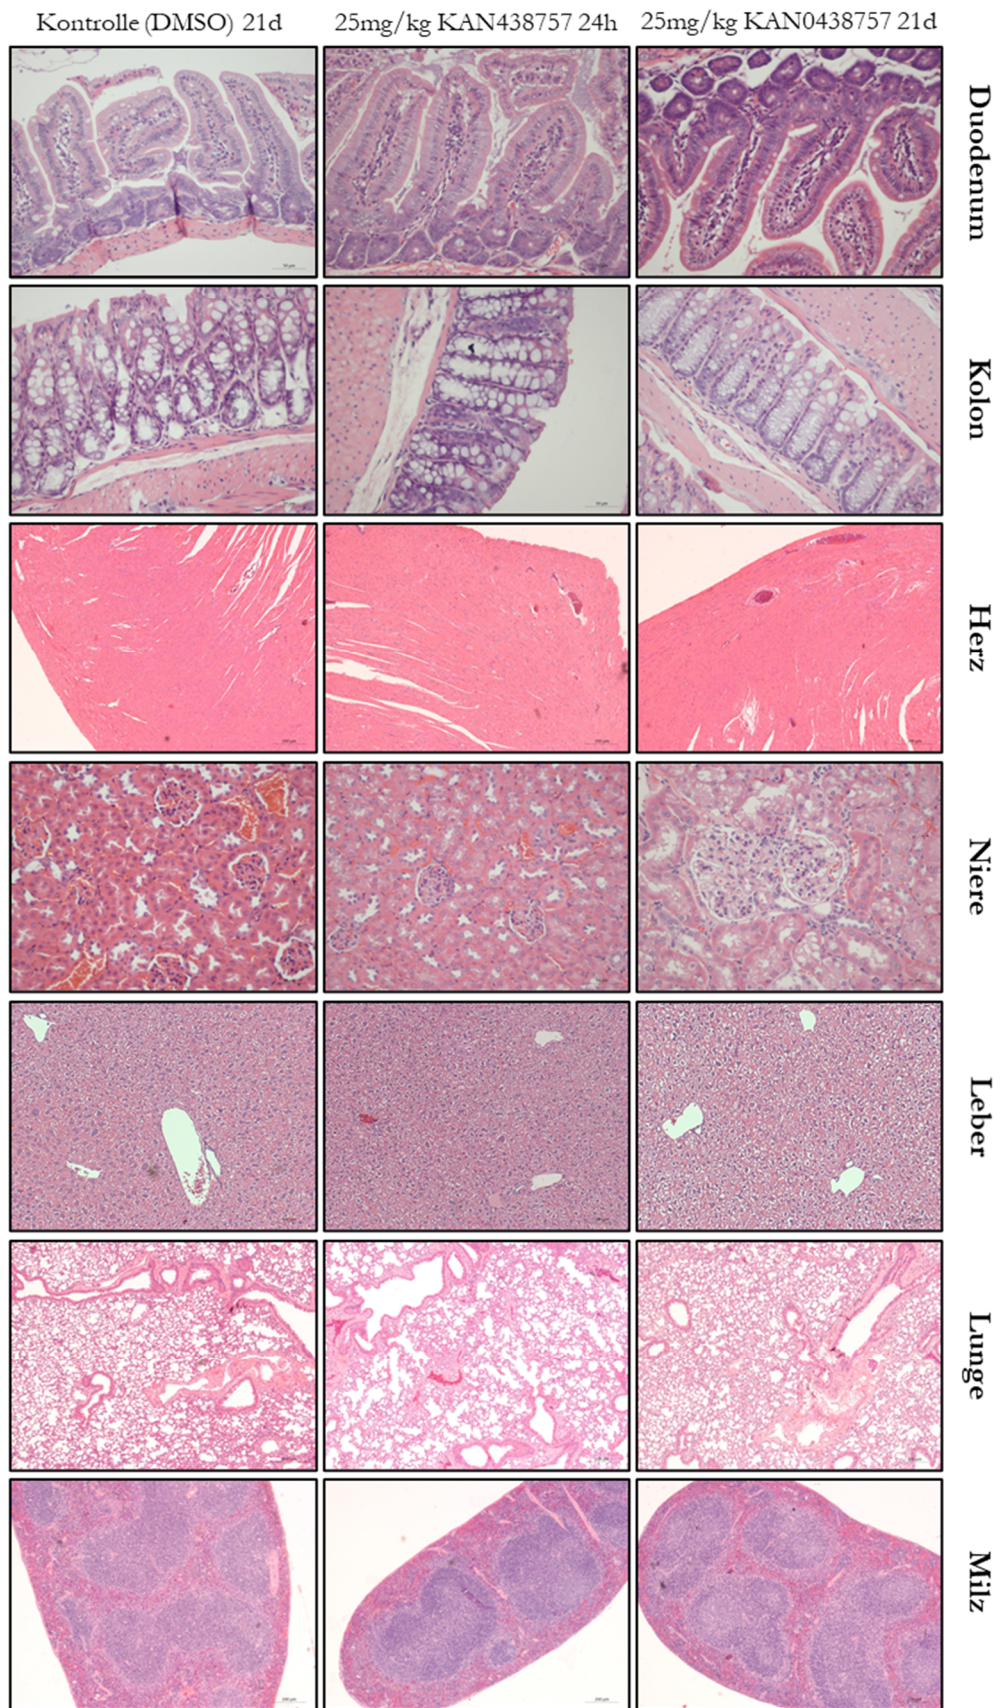 Kontrolle (DMSO) 21d
25mg/kg KAN438757 24h
25mg/kg KAN0438757 21d
Duodenum
Kolon
Herz
Niere
Leber
Lunge
Milz